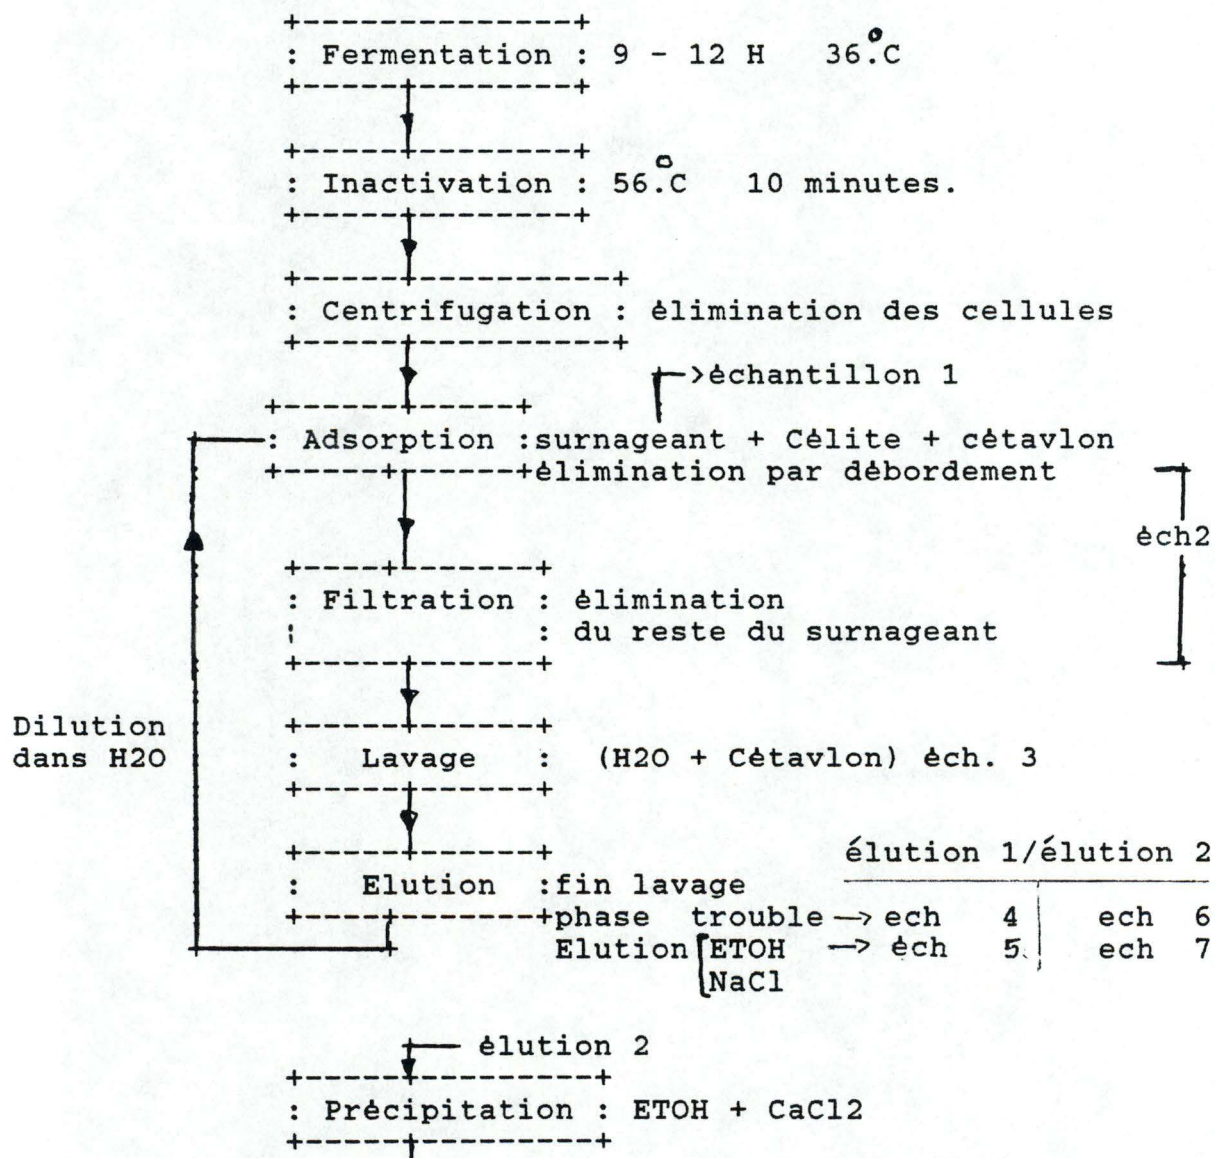 : Fermentation : 9 - 12 H 36°C
: Inactivation : 56°C 10 minutes.
: Centrifugation : élimination des cellules
>échantillon 1
: Adsorption :surnageant + Célite + cétavlon
élimination par débordement
éch2
: Filtration : élimination
: : du reste du surnageant
Dilution
dans H2O
: Lavage : (H2O + Cétavlon) éch. 3
élution 1/élution 2
: Elution :fin lavage
phase trouble —> ech 4 ech 6
Elution [ETOH —> éch 5 ech 7
[NaCl
élution 2
: Précipitation : ETOH + CaCl2